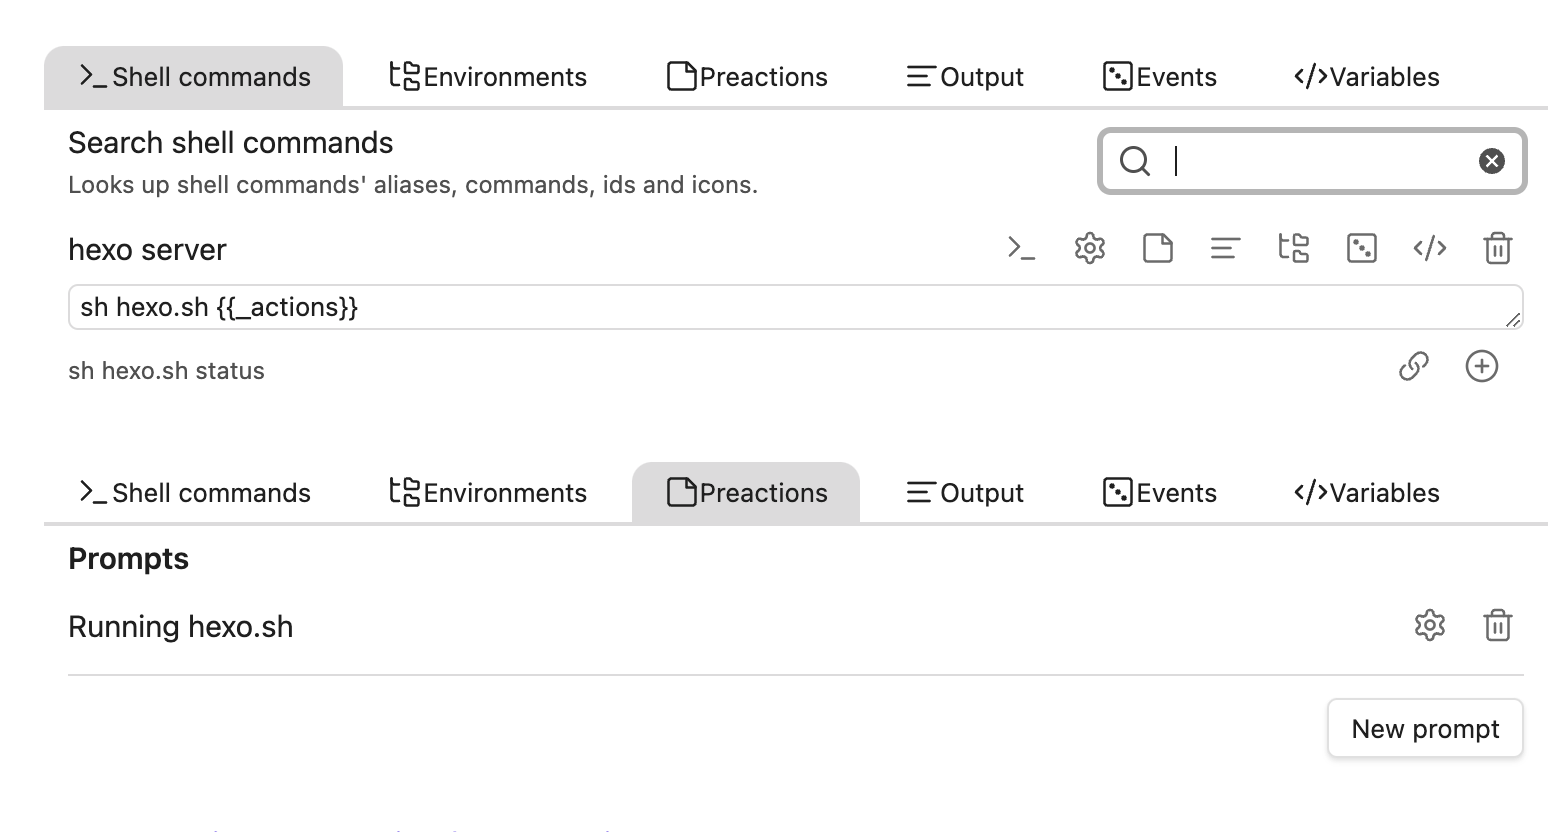 Shell commands Environments Preactions Output Events Variables
Search shell commands
Looks up shell commands' aliases, commands, ids and icons.
hexo server
sh hexo.sh {{_actions}}
sh hexo.sh status
Shell commands Environments Preactions Output Events Variables
Prompts
Running hexo.sh
New prompt